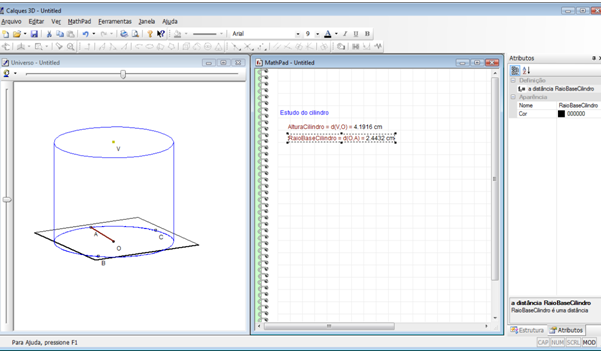 Calques 3D - Untitled
Arquivo Editar Ver MathPad Ferramentas Janela Ajuda
Arial 9 A B I U
Universo - Untitled
V
A
C
O
B
MathPad - Untitled
Estudo do cilindro
AlturaCilindro = d(V,O) = 4.1916 cm
RaioBaseCilindro = d(O,A) = 2.4432 cm
Atributos
Definição
a distância RaioBaseCilindro
Aparência
Nome RaioBaseCilindro
Cor 000000
a distância RaioBaseCilindro
RaioBaseCilindro é uma distância
Estrutura Atributos
Para Ajuda, pressione F1
CAP NUM SCRL MOD